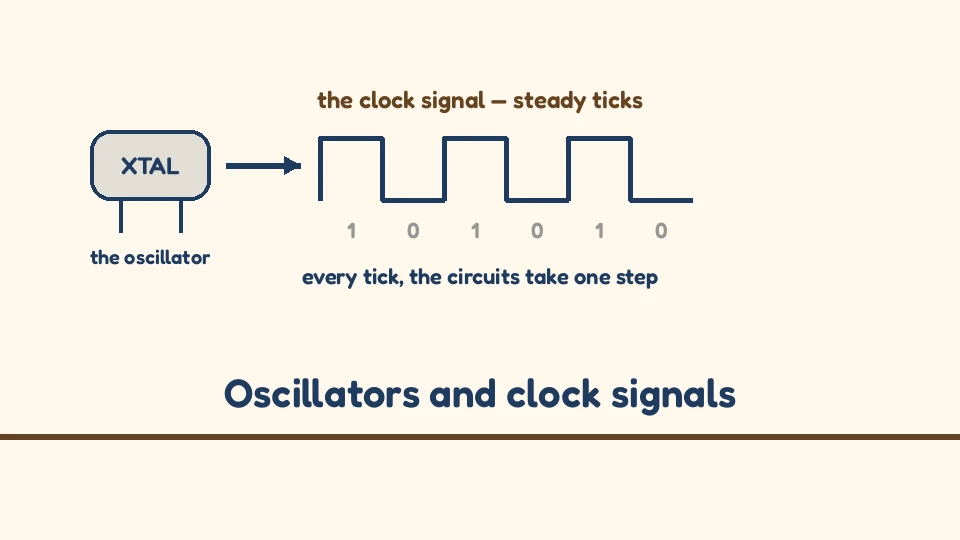 the clock signal — steady ticks
XTAL
1 0 1 0 1 0
the oscillator
every tick, the circuits take one step
Oscillators and clock signals